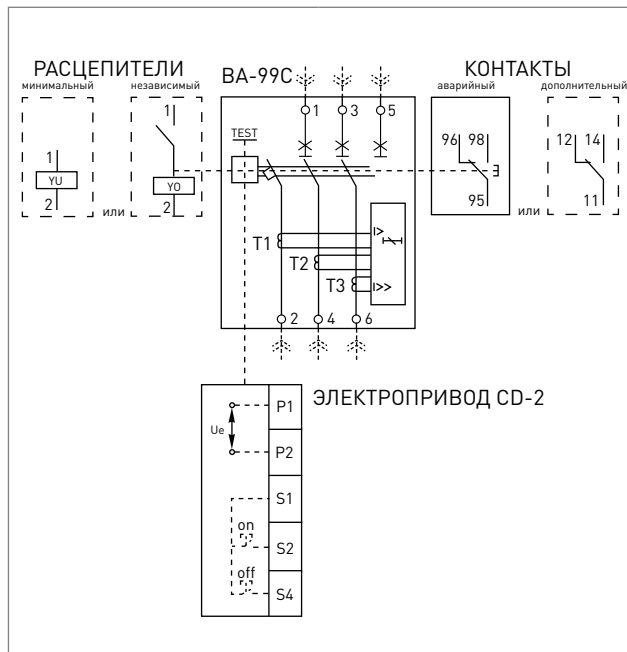 РАСЦЕПИТЕЛИ
минимальный
независимый
1
YU
2
или
1
YO
2
ВА-99С
1 3 5
TEST
T1
T2
T3
I>
I>>
2 4 6
КОНТАКТЫ
аварийный
дополнительный
96 98
95
или
12 14
11
ЭЛЕКТРОПРИВОД CD-2
Ue
P1
P2
S1
on
S2
off
S4